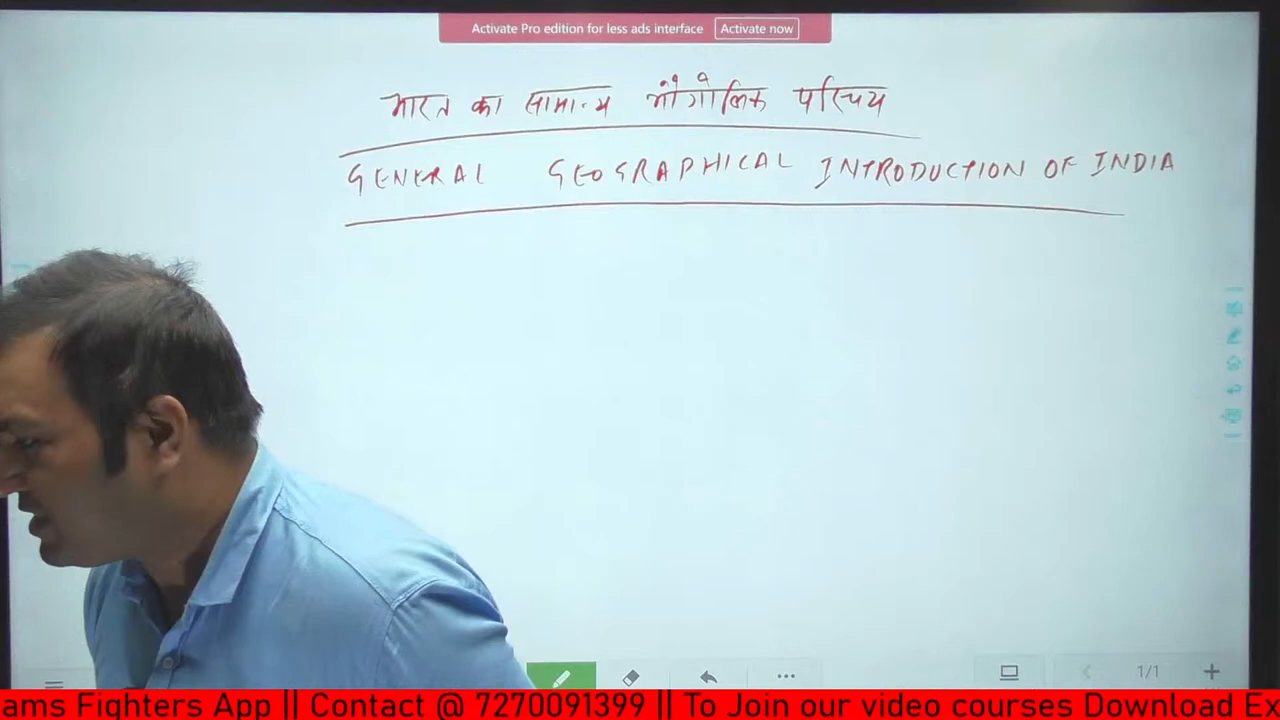 Activate Pro edition for less ads interface Activate now
भारत का सामान्य भौगोलिक परिचय
GENERAL GEOGRAPHICAL INTRODUCTION OF INDIA
1/1
ams Fighters App || Contact @ 7270091399 || To Join our video courses Download Ex